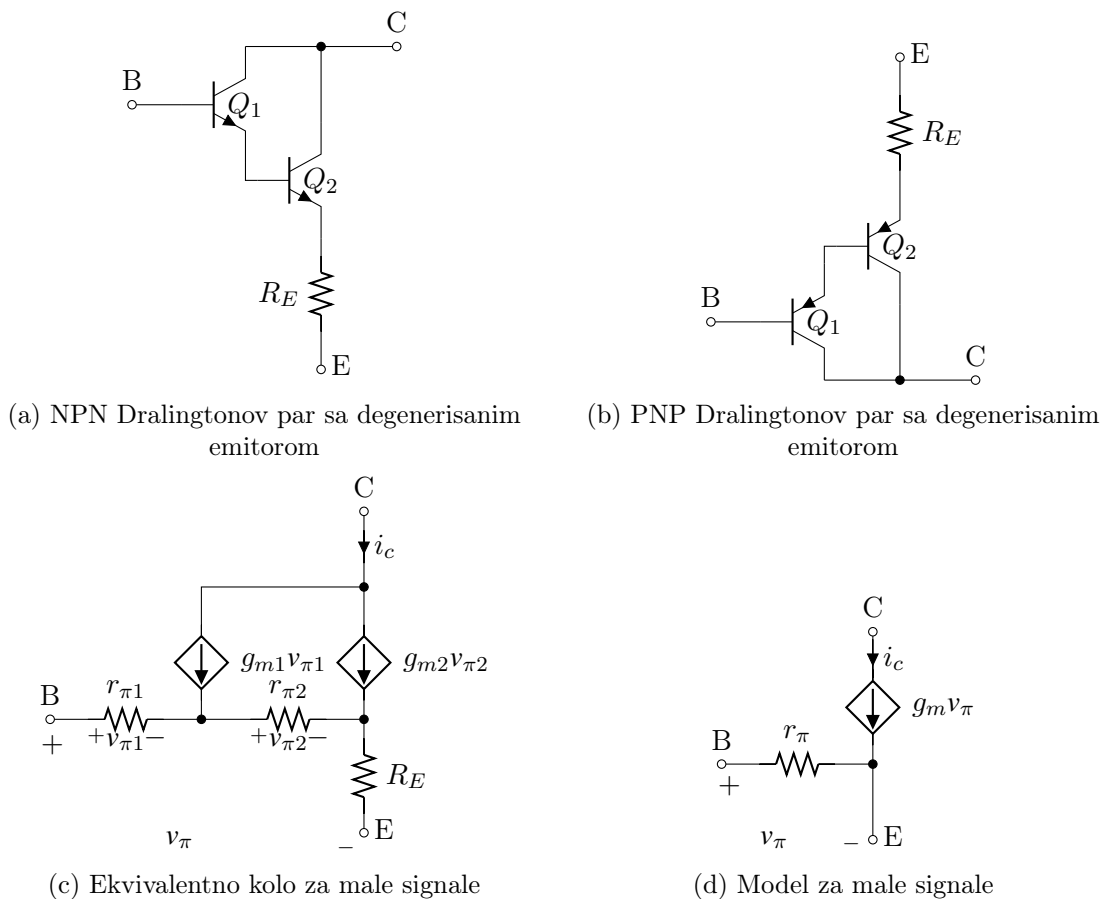 C
B
Q1
Q2
RE
E
(a) NPN Dralingtonov par sa degenerisanim
emitorom
E
RE
Q2
B
Q1
C
(b) PNP Dralingtonov par sa degenerisanim
emitorom
C
ic
gm1vπ1
gm2vπ2
B
rπ1
rπ2
+
+vπ1−
+vπ2−
RE
vπ
− E
(c) Ekvivalentno kolo za male signale
C
ic
gmvπ
B
rπ
+
vπ
− E
(d) Model za male signale